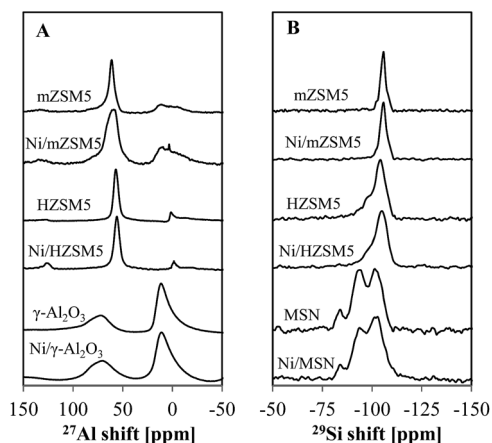 A
mZSM5
Ni/mZSM5
HZSM5
Ni/HZSM5
γ-Al₂O₃
Ni/γ-Al₂O₃
150 100 50 0 -50
²⁷Al shift [ppm]
B
mZSM5
Ni/mZSM5
HZSM5
Ni/HZSM5
MSN
Ni/MSN
-50 -75 -100 -125 -150
²⁹Si shift [ppm]